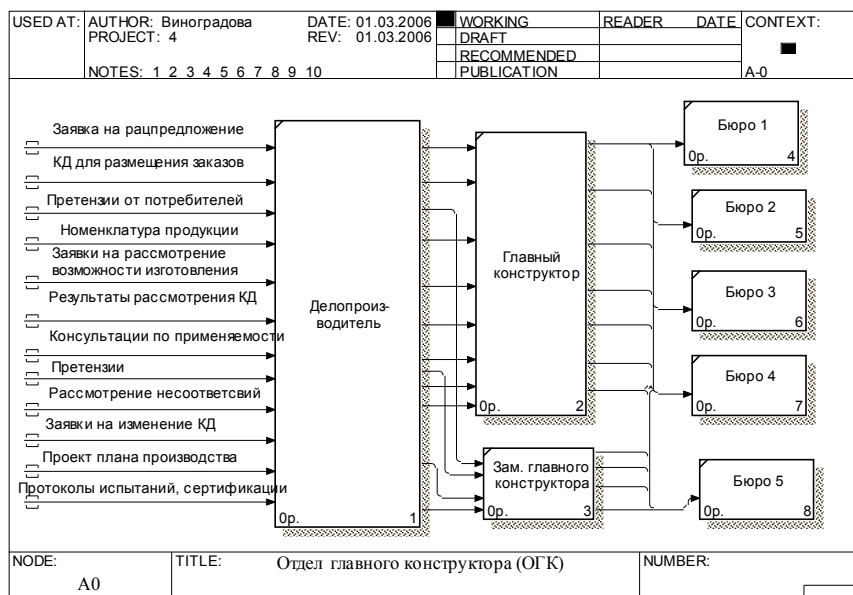 USED AT: AUTHOR: Виноградова DATE: 01.03.2006 WORKING READER DATE CONTEXT:
PROJECT: 4 REV: 01.03.2006 DRAFT
RECOMMENDED
NOTES: 1 2 3 4 5 6 7 8 9 10 PUBLICATION A-0
Заявка на рацпредложение
КД для размещения заказов
Претензии от потребителей
Номенклатура продукции
Заявки на рассмотрение
возможности изготовления
Результаты рассмотрения КД
Консультации по применяемости
Претензии
Рассмотрение несоответсвий
Заявки на изменение КД
Проект плана производства
Протоколы испытаний, сертификации
Делопроиз-
водитель
0р. 1
Главный
конструктор
0р. 2
Зам. главного
конструктора
0р. 3
Бюро 1
0р. 4
Бюро 2
0р. 5
Бюро 3
0р. 6
Бюро 4
0р. 7
Бюро 5
0р. 8
NODE: TITLE: Отдел главного конструктора (ОГК) NUMBER:
A0